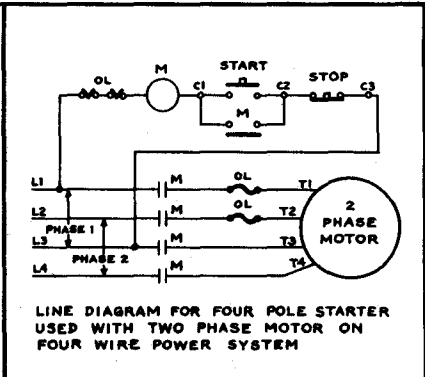 OL M START STOP
C1 C2 C3
M
L1 M OL T1
L2 M OL T2
PHASE 1
L3 M T3
PHASE 2
L4 M T4
2
PHASE
MOTOR
LINE DIAGRAM FOR FOUR POLE STARTER
USED WITH TWO PHASE MOTOR ON
FOUR WIRE POWER SYSTEM